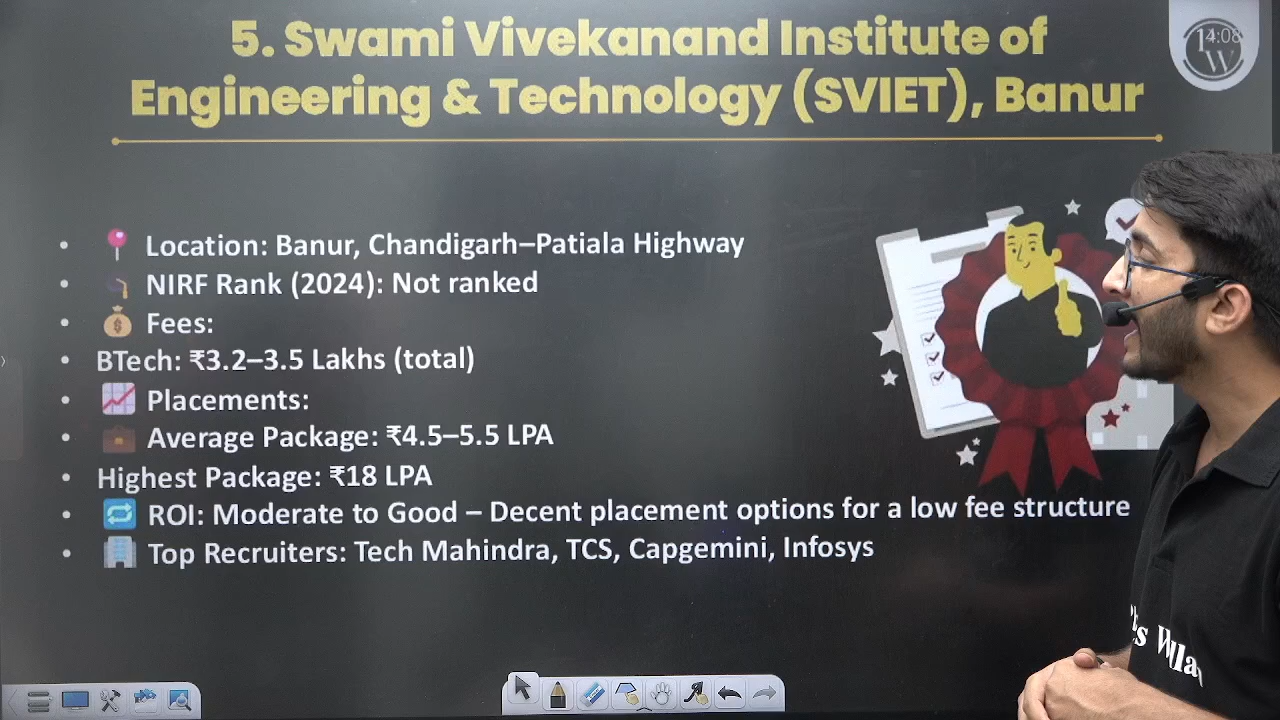 5. Swami Vivekanand Institute of
Engineering & Technology (SVIET), Banur
14:08
W
• Location: Banur, Chandigarh–Patiala Highway
• NIRF Rank (2024): Not ranked
• Fees:
• BTech: ₹3.2–3.5 Lakhs (total)
• Placements:
• Average Package: ₹4.5–5.5 LPA
• Highest Package: ₹18 LPA
• ROI: Moderate to Good – Decent placement options for a low fee structure
• Top Recruiters: Tech Mahindra, TCS, Capgemini, Infosys